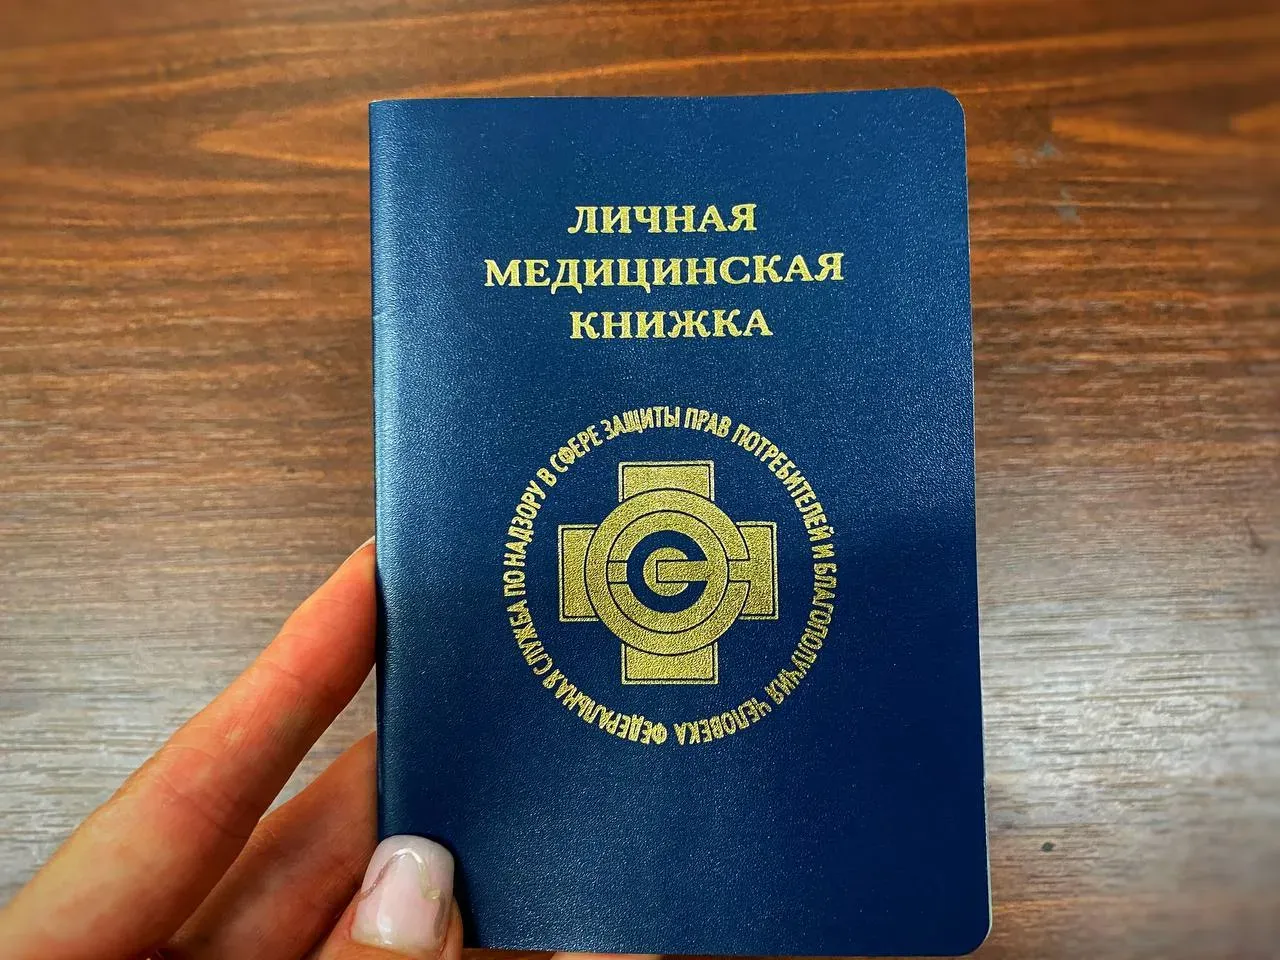 ЛИЧНАЯ
МЕДИЦИНСКАЯ
КНИЖКА
ФЕДЕРАЛЬНАЯ СЛУЖБА ПО НАДЗОРУ В СФЕРЕ ЗАЩИТЫ ПРАВ ПОТРЕБИТЕЛЕЙ И БЛАГОПОЛУЧИЯ ЧЕЛОВЕКА